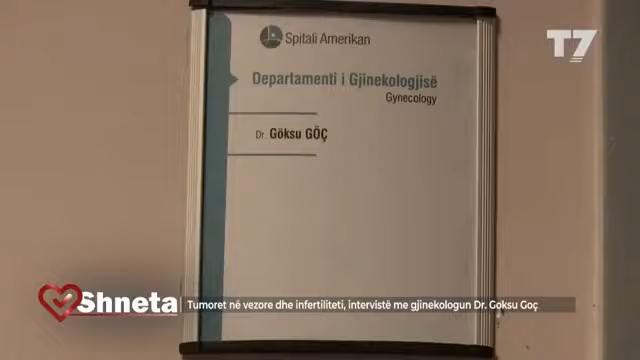 Spitali Amerikan
T7
Departamenti i Gjinekologjisë
Gynecology
Dr. Göksu GÖÇ
Shneta
Tumoret në vezore dhe infertiliteti, intervistë me gjinekologun Dr. Goksu Goç